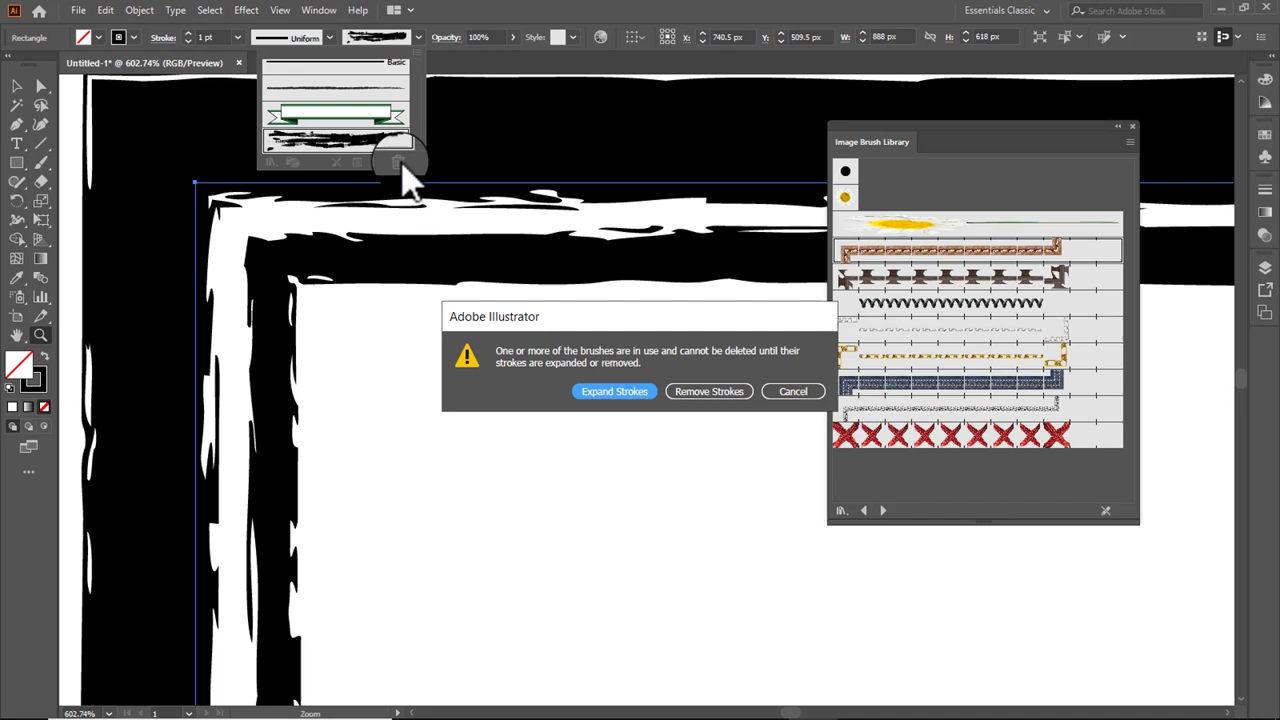 Ai
File Edit Object Type Select Effect View Window Help
Essentials Classic
Search Adobe Stock
Rectangle
Stroke: 1 pt
Uniform
Opacity: 100%
Style:
X: 740.5 px
Y: 509.5 px
W: 888 px
H: 618 px
Untitled-1* @ 602.74% (RGB/Preview)
Basic
Image Brush Library
Adobe Illustrator
One or more of the brushes are in use and cannot be deleted until their
strokes are expanded or removed.
Expand Strokes Remove Strokes Cancel
602.74%
1
Zoom